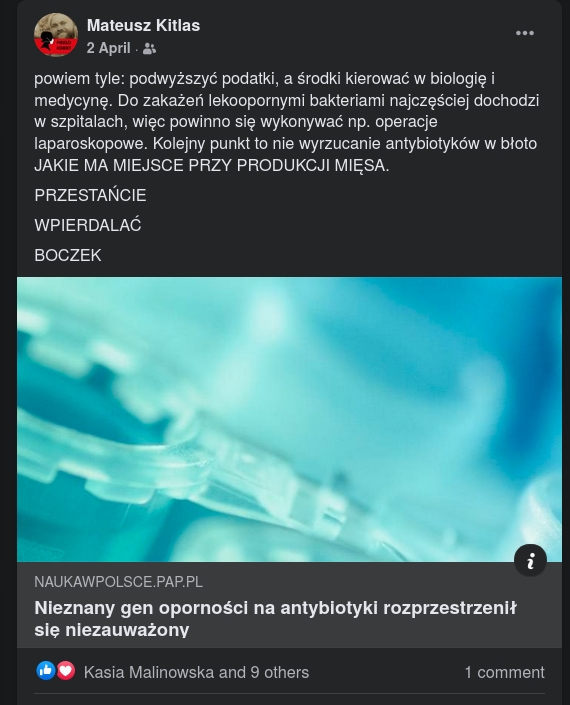 Mateusz Kitlas
2 April ·
powiem tyle: podwyższyć podatki, a środki kierować w biologię i
medycynę. Do zakażeń lekoopornymi bakteriami najczęściej dochodzi
w szpitalach, więc powinno się wykonywać np. operacje
laparoskopowe. Kolejny punkt to nie wyrzucanie antybiotyków w błoto
JAKIE MA MIEJSCE PRZY PRODUKCJI MIĘSA.
PRZESTAŃCIE
WPIERDALAĆ
BOCZEK
NAUKAWPOLSCE.PAP.PL
Nieznany gen oporności na antybiotyki rozprzestrzenił
się niezauważony
Kasia Malinowska and 9 others
1 comment